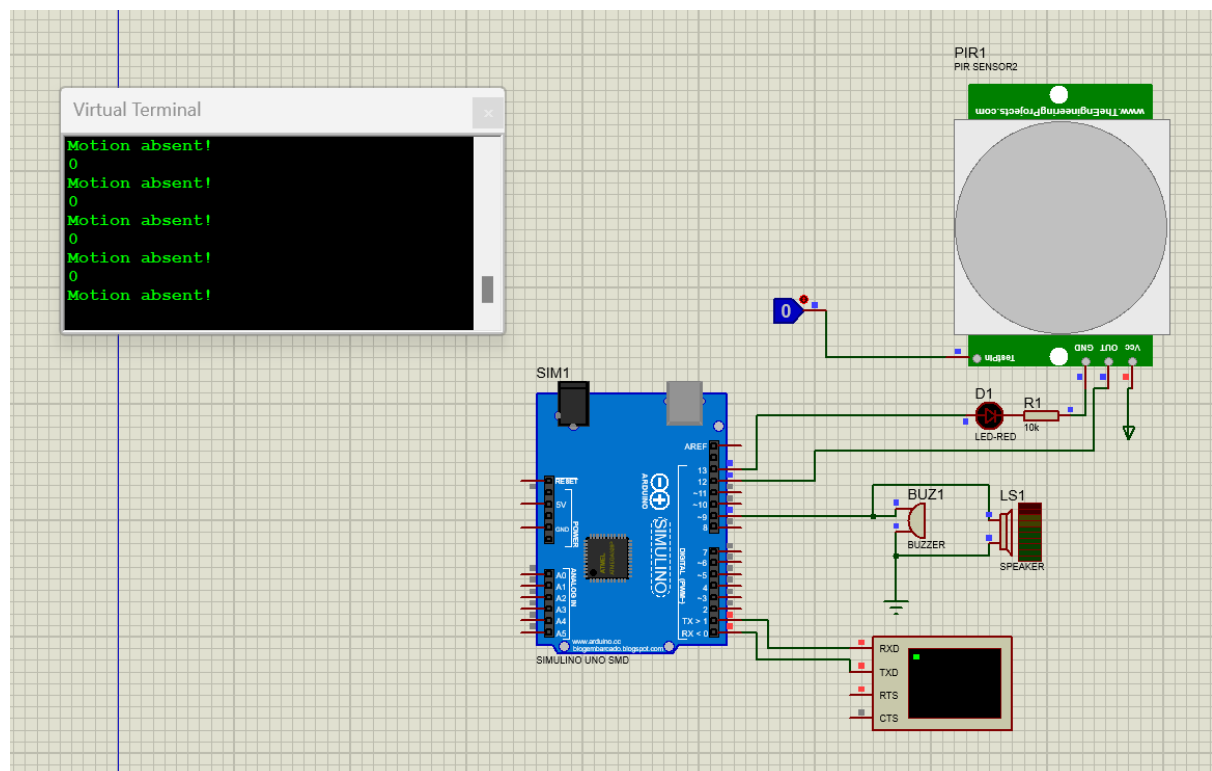 PIR1
PIR SENSOR2
www.TheEngineeringProjects.com
Virtual Terminal
Motion absent!
0
Motion absent!
0
Motion absent!
0
Motion absent!
0
Motion absent!
0
TestPin
GND
OUT
Vcc
SIM1
D1
LED-RED
R1
10k
AREF
13
12
~11
~10
~9
8
RESET
5V
GND
POWER
ARDUINO
SIMULINO
ATMEL
BUZ1
BUZZER
LS1
SPEAKER
7
~6
~5
4
~3
2
TX > 1
RX < 0
DIGITAL (PWM~)
A0
A1
A2
A3
A4
A5
ANALOG IN
www.arduino.cc
blogembarcado.blogspot.com
SIMULINO UNO SMD
RXD
TXD
RTS
CTS